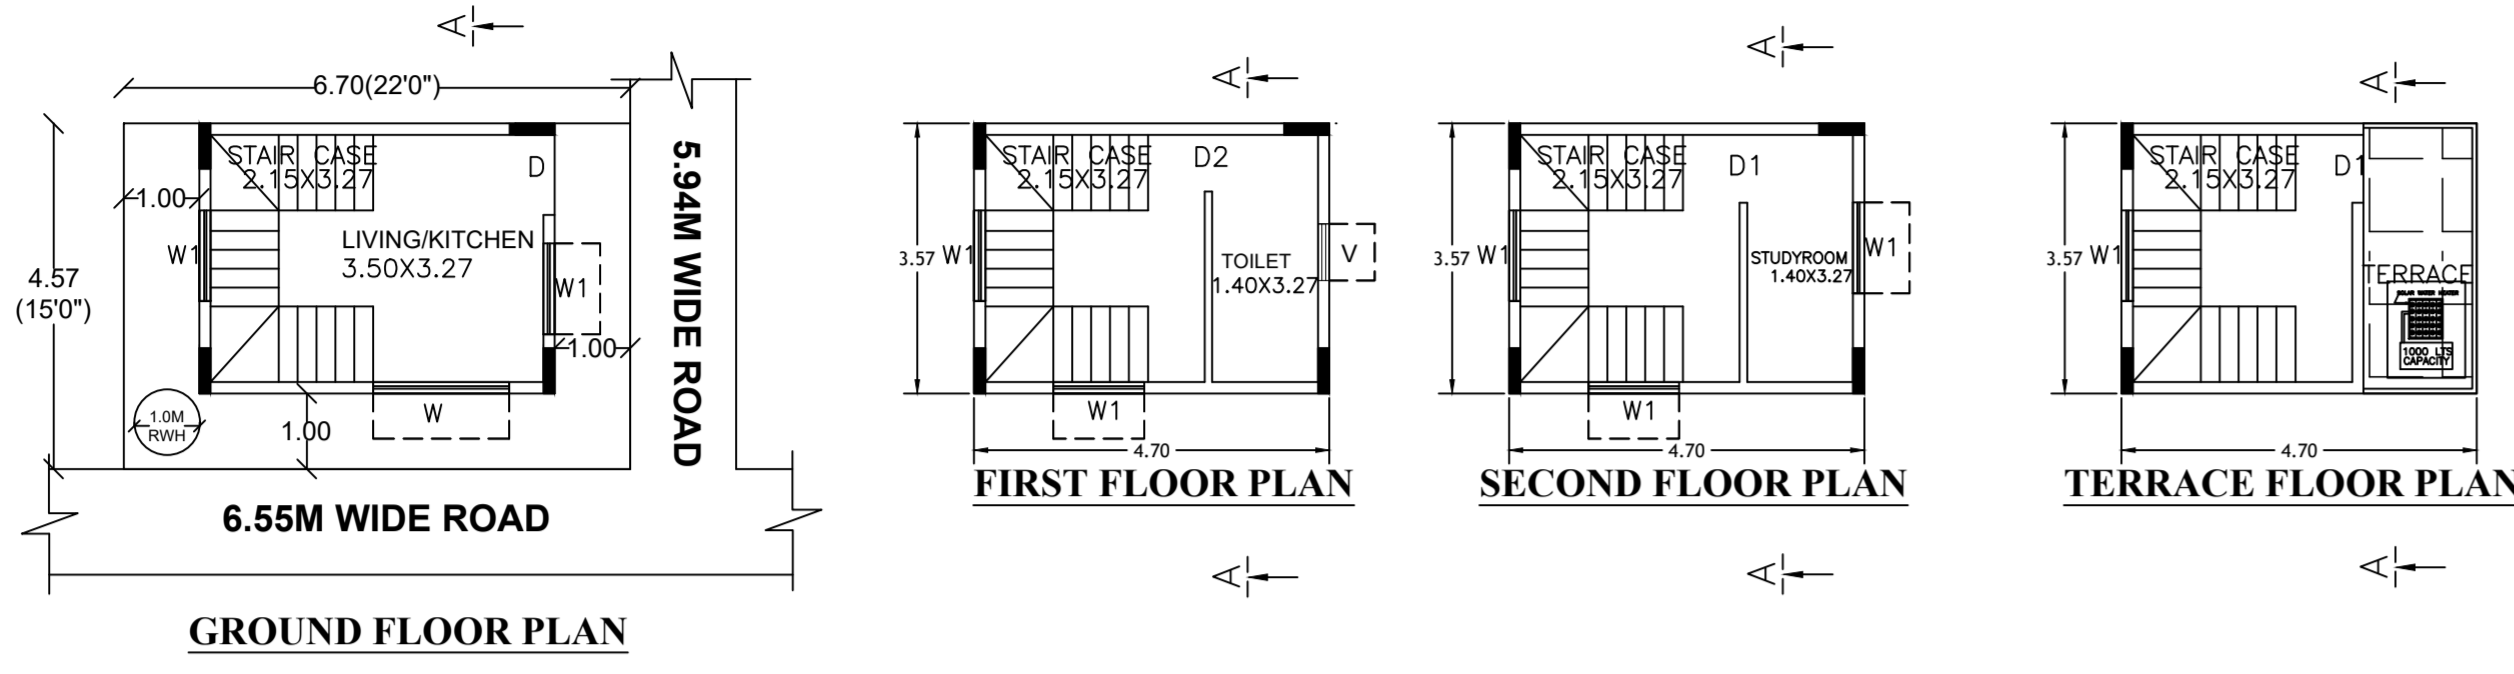 A
6.70(22'0")
STAIR CASE
2.15X3.27
D
1.00
LIVING/KITCHEN
3.50X3.27
W1
W1
4.57
(15'0")
1.00
W
1.00
1.0M
RWH
5.94M WIDE ROAD
6.55M WIDE ROAD
GROUND FLOOR PLAN
A
STAIR CASE
2.15X3.27
D2
3.57
W1
TOILET
1.40X3.27
V
W1
4.70
FIRST FLOOR PLAN
A
A
STAIR CASE
2.15X3.27
D1
3.57
W1
STUDYROOM
1.40X3.27
W1
W1
4.70
SECOND FLOOR PLAN
A
A
STAIR CASE
2.15X3.27
D1
3.57
W1
TERRACE
SOLAR WATER HEATER
1000 LTS
CAPACITY
4.70
TERRACE FLOOR PLAN
A